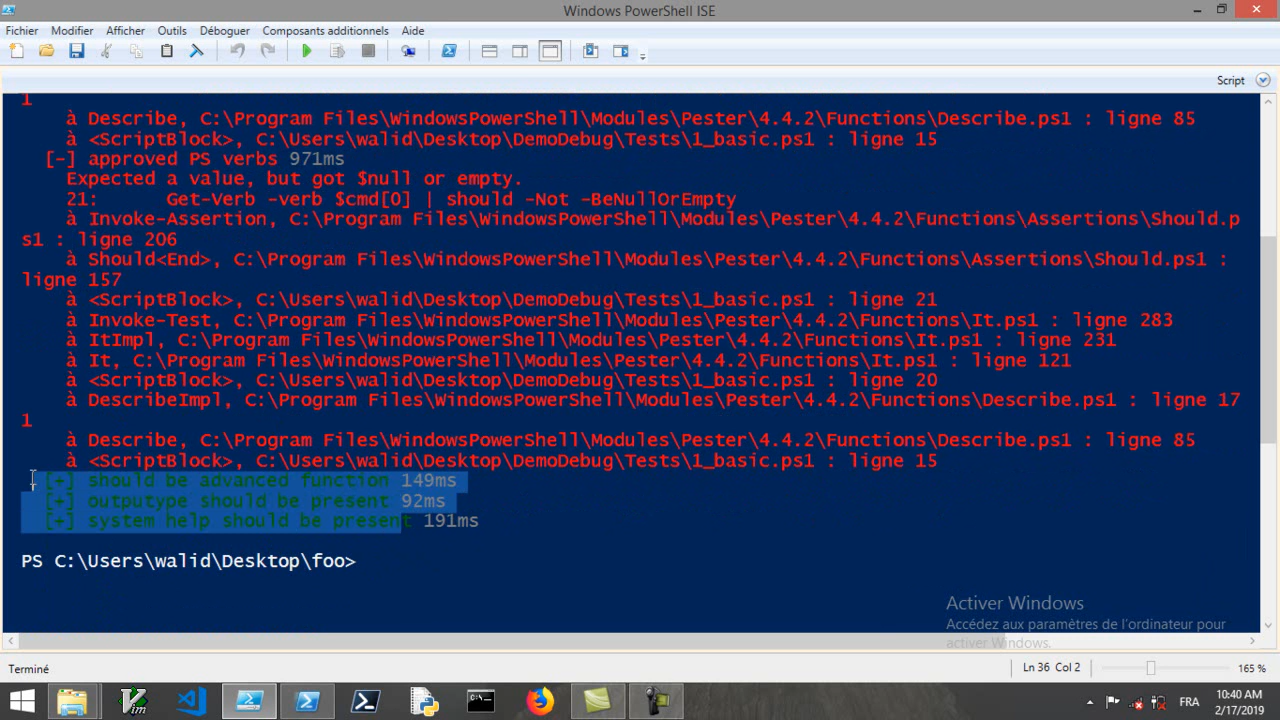 Windows PowerShell ISE
Fichier Modifier Afficher Outils Déboguer Composants additionnels Aide
Script
1
à Describe, C:\Program Files\WindowsPowerShell\Modules\Pester\4.4.2\Functions\Describe.ps1 : ligne 85
à <ScriptBlock>, C:\Users\walid\Desktop\DemoDebug\Tests\1_basic.ps1 : ligne 15
[-] approved PS verbs 971ms
Expected a value, but got $null or empty.
21: Get-Verb -verb $cmd[0] | should -Not -BeNullOrEmpty
à Invoke-Assertion, C:\Program Files\WindowsPowerShell\Modules\Pester\4.4.2\Functions\Assertions\Should.p
s1 : ligne 206
à Should<End>, C:\Program Files\WindowsPowerShell\Modules\Pester\4.4.2\Functions\Assertions\Should.ps1 :
ligne 157
à <ScriptBlock>, C:\Users\walid\Desktop\DemoDebug\Tests\1_basic.ps1 : ligne 21
à Invoke-Test, C:\Program Files\WindowsPowerShell\Modules\Pester\4.4.2\Functions\It.ps1 : ligne 283
à ItImpl, C:\Program Files\WindowsPowerShell\Modules\Pester\4.4.2\Functions\It.ps1 : ligne 231
à It, C:\Program Files\WindowsPowerShell\Modules\Pester\4.4.2\Functions\It.ps1 : ligne 121
à <ScriptBlock>, C:\Users\walid\Desktop\DemoDebug\Tests\1_basic.ps1 : ligne 20
à DescribeImpl, C:\Program Files\WindowsPowerShell\Modules\Pester\4.4.2\Functions\Describe.ps1 : ligne 17
1
à Describe, C:\Program Files\WindowsPowerShell\Modules\Pester\4.4.2\Functions\Describe.ps1 : ligne 85
à <ScriptBlock>, C:\Users\walid\Desktop\DemoDebug\Tests\1_basic.ps1 : ligne 15
[+] should be advanced function 149ms
[+] outputype should be present 92ms
[+] system help should be present 191ms
PS C:\Users\walid\Desktop\foo>
Activer Windows
Accédez aux paramètres de l'ordinateur pour
activer Windows.
Terminé
Ln 36 Col 2
165 %
FRA
10:40 AM
2/17/2019